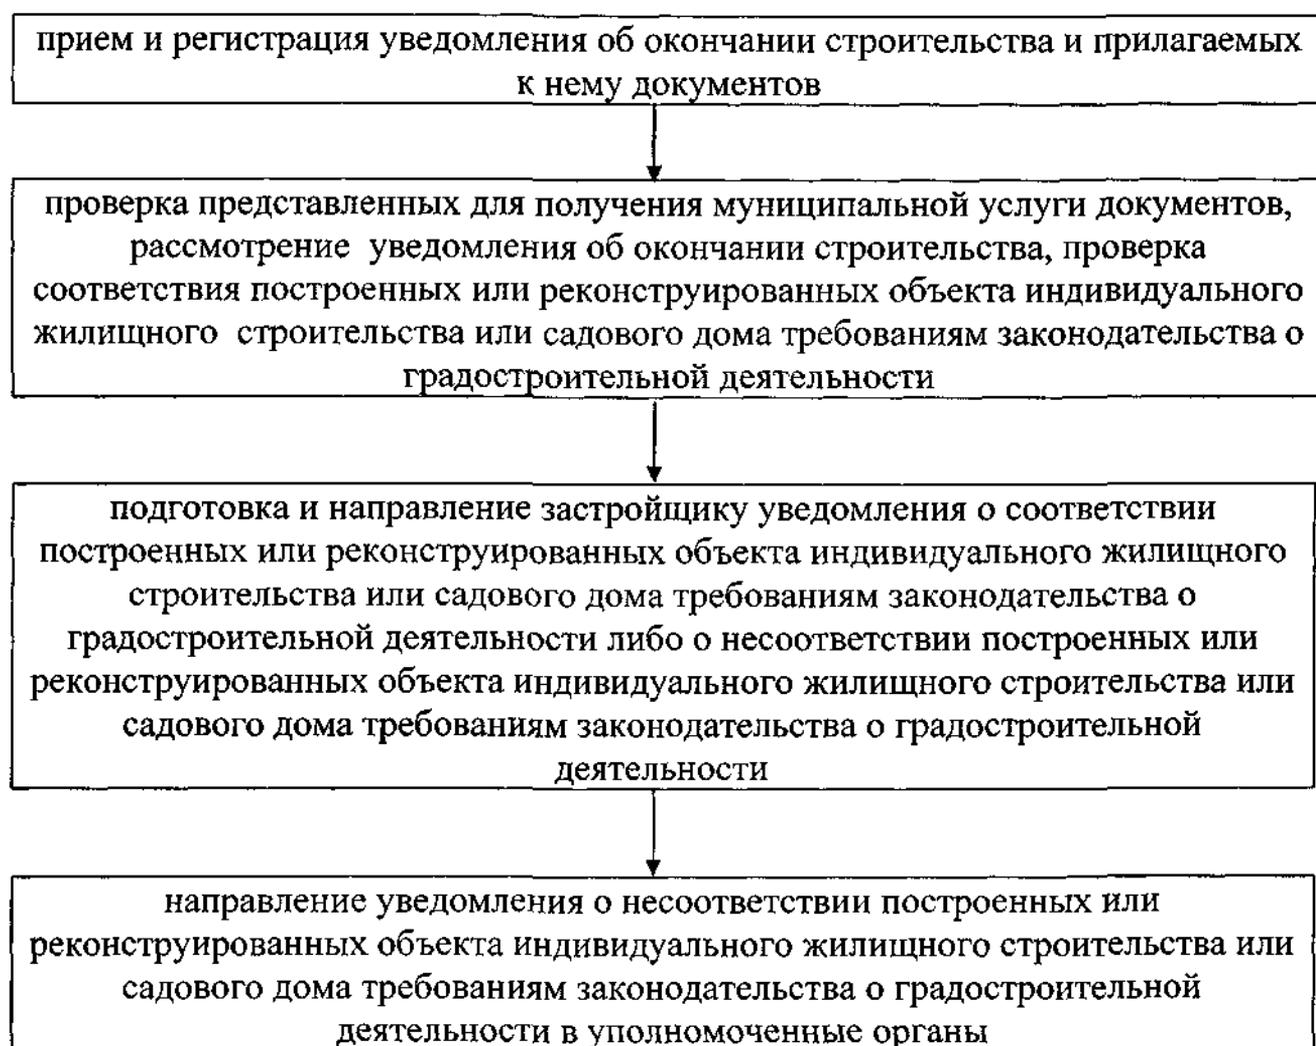 прием и регистрация уведомления об окончании строительства и прилагаемых
к нему документов
проверка представленных для получения муниципальной услуги документов,
рассмотрение уведомления об окончании строительства, проверка
соответствия построенных или реконструированных объекта индивидуального
жилищного строительства или садового дома требованиям законодательства о
градостроительной деятельности
подготовка и направление застройщику уведомления о соответствии
построенных или реконструированных объекта индивидуального жилищного
строительства или садового дома требованиям законодательства о
градостроительной деятельности либо о несоответствии построенных или
реконструированных объекта индивидуального жилищного строительства или
садового дома требованиям законодательства о градостроительной
деятельности
направление уведомления о несоответствии построенных или
реконструированных объекта индивидуального жилищного строительства или
садового дома требованиям законодательства о градостроительной
деятельности в уполномоченные органы